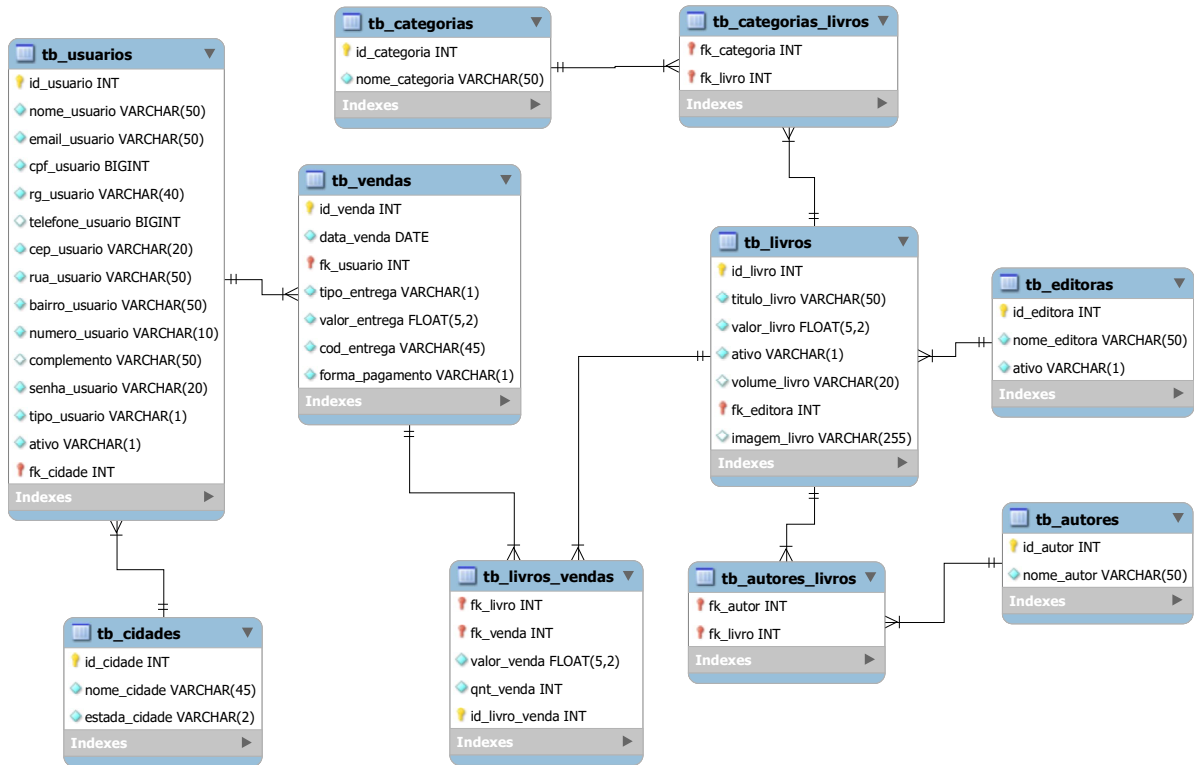 tb_usuarios
id_usuario INT
nome_usuario VARCHAR(50)
email_usuario VARCHAR(50)
cpf_usuario BIGINT
rg_usuario VARCHAR(40)
telefone_usuario BIGINT
cep_usuario VARCHAR(20)
rua_usuario VARCHAR(50)
bairro_usuario VARCHAR(50)
numero_usuario VARCHAR(10)
complemento VARCHAR(50)
senha_usuario VARCHAR(20)
tipo_usuario VARCHAR(1)
ativo VARCHAR(1)
fk_cidade INT
Indexes
tb_categorias
id_categoria INT
nome_categoria VARCHAR(50)
Indexes
tb_categorias_livros
fk_categoria INT
fk_livro INT
Indexes
tb_vendas
id_venda INT
data_venda DATE
fk_usuario INT
tipo_entrega VARCHAR(1)
valor_entrega FLOAT(5,2)
cod_entrega VARCHAR(45)
forma_pagamento VARCHAR(1)
Indexes
tb_livros
id_livro INT
titulo_livro VARCHAR(50)
valor_livro FLOAT(5,2)
ativo VARCHAR(1)
volume_livro VARCHAR(20)
fk_editora INT
imagem_livro VARCHAR(255)
Indexes
tb_editoras
id_editora INT
nome_editora VARCHAR(50)
ativo VARCHAR(1)
Indexes
tb_cidades
id_cidade INT
nome_cidade VARCHAR(45)
estada_cidade VARCHAR(2)
Indexes
tb_livros_vendas
fk_livro INT
fk_venda INT
valor_venda FLOAT(5,2)
qnt_venda INT
id_livro_venda INT
Indexes
tb_autores_livros
fk_autor INT
fk_livro INT
Indexes
tb_autores
id_autor INT
nome_autor VARCHAR(50)
Indexes